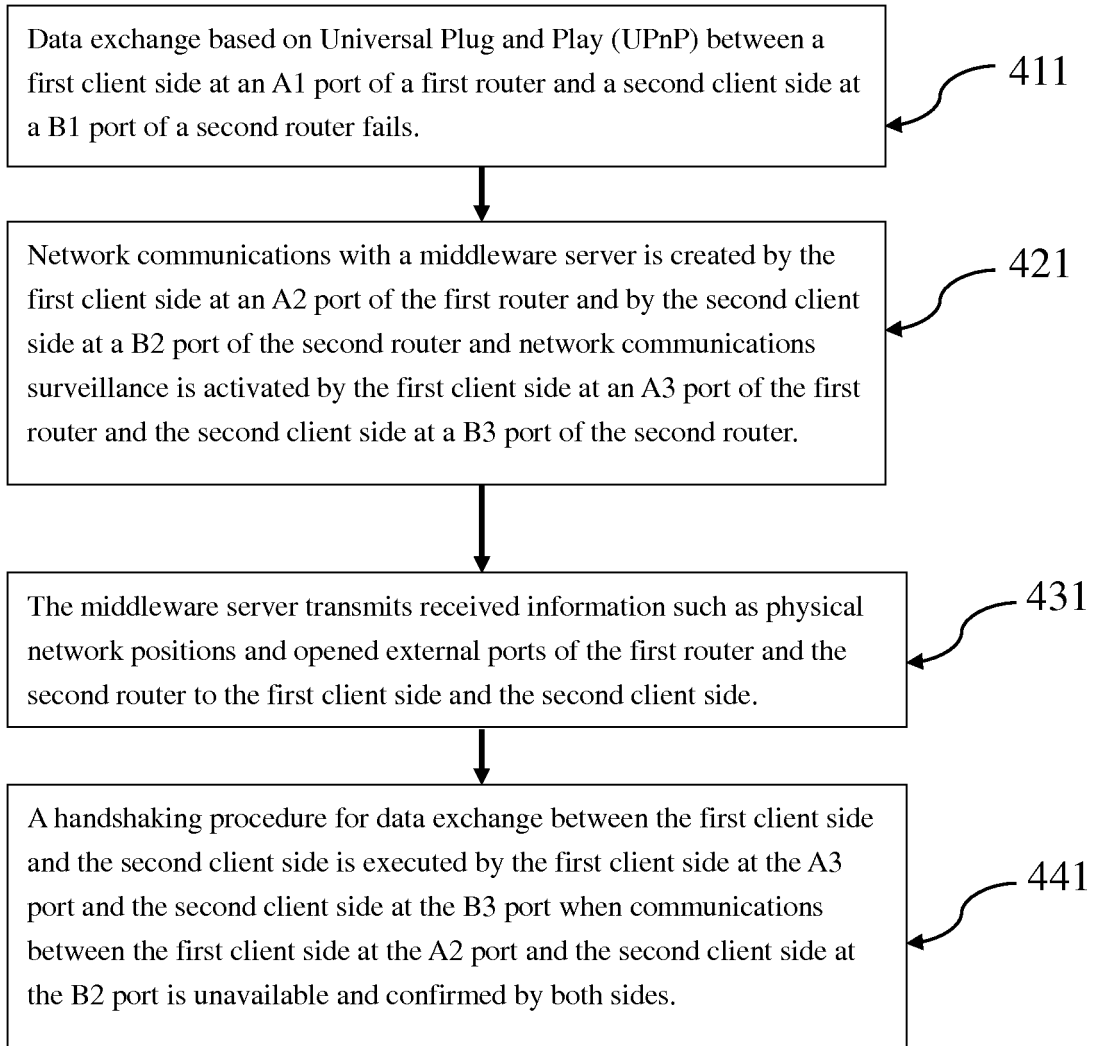 Data exchange based on Universal Plug and Play (UPnP) between a
first client side at an A1 port of a first router and a second client side at
a B1 port of a second router fails.
411
Network communications with a middleware server is created by the
first client side at an A2 port of the first router and by the second client
side at a B2 port of the second router and network communications
surveillance is activated by the first client side at an A3 port of the first
router and the second client side at a B3 port of the second router.
421
The middleware server transmits received information such as physical
network positions and opened external ports of the first router and the
second router to the first client side and the second client side.
431
A handshaking procedure for data exchange between the first client side
and the second client side is executed by the first client side at the A3
port and the second client side at the B3 port when communications
between the first client side at the A2 port and the second client side at
the B2 port is unavailable and confirmed by both sides.
441